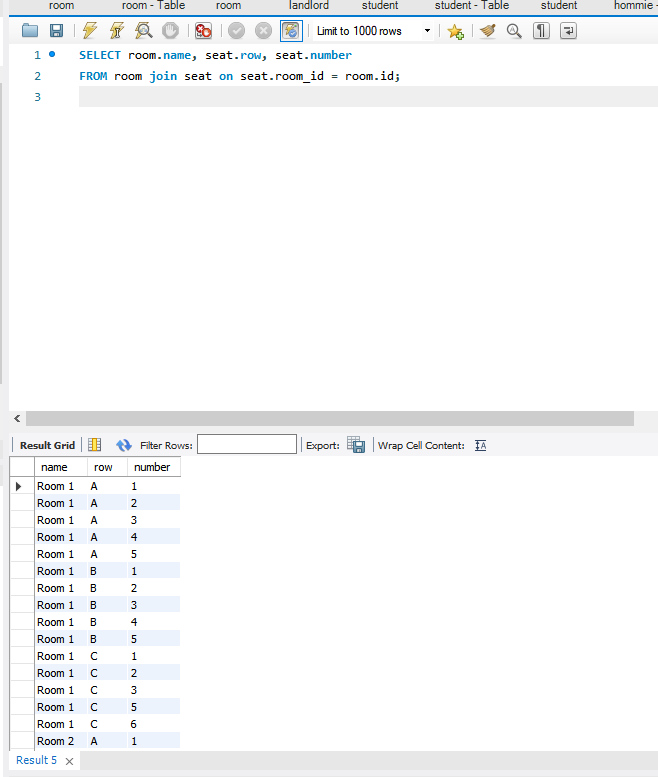 room room - Table room landlord student student - Table student hommie -
Limit to 1000 rows
1 SELECT room.name, seat.row, seat.number
2 FROM room join seat on seat.room_id = room.id;
3
Result Grid Filter Rows: Export: Wrap Cell Content:
name row number
Room 1 A 1
Room 1 A 2
Room 1 A 3
Room 1 A 4
Room 1 A 5
Room 1 B 1
Room 1 B 2
Room 1 B 3
Room 1 B 4
Room 1 B 5
Room 1 C 1
Room 1 C 2
Room 1 C 3
Room 1 C 5
Room 1 C 6
Room 2 A 1
Result 5